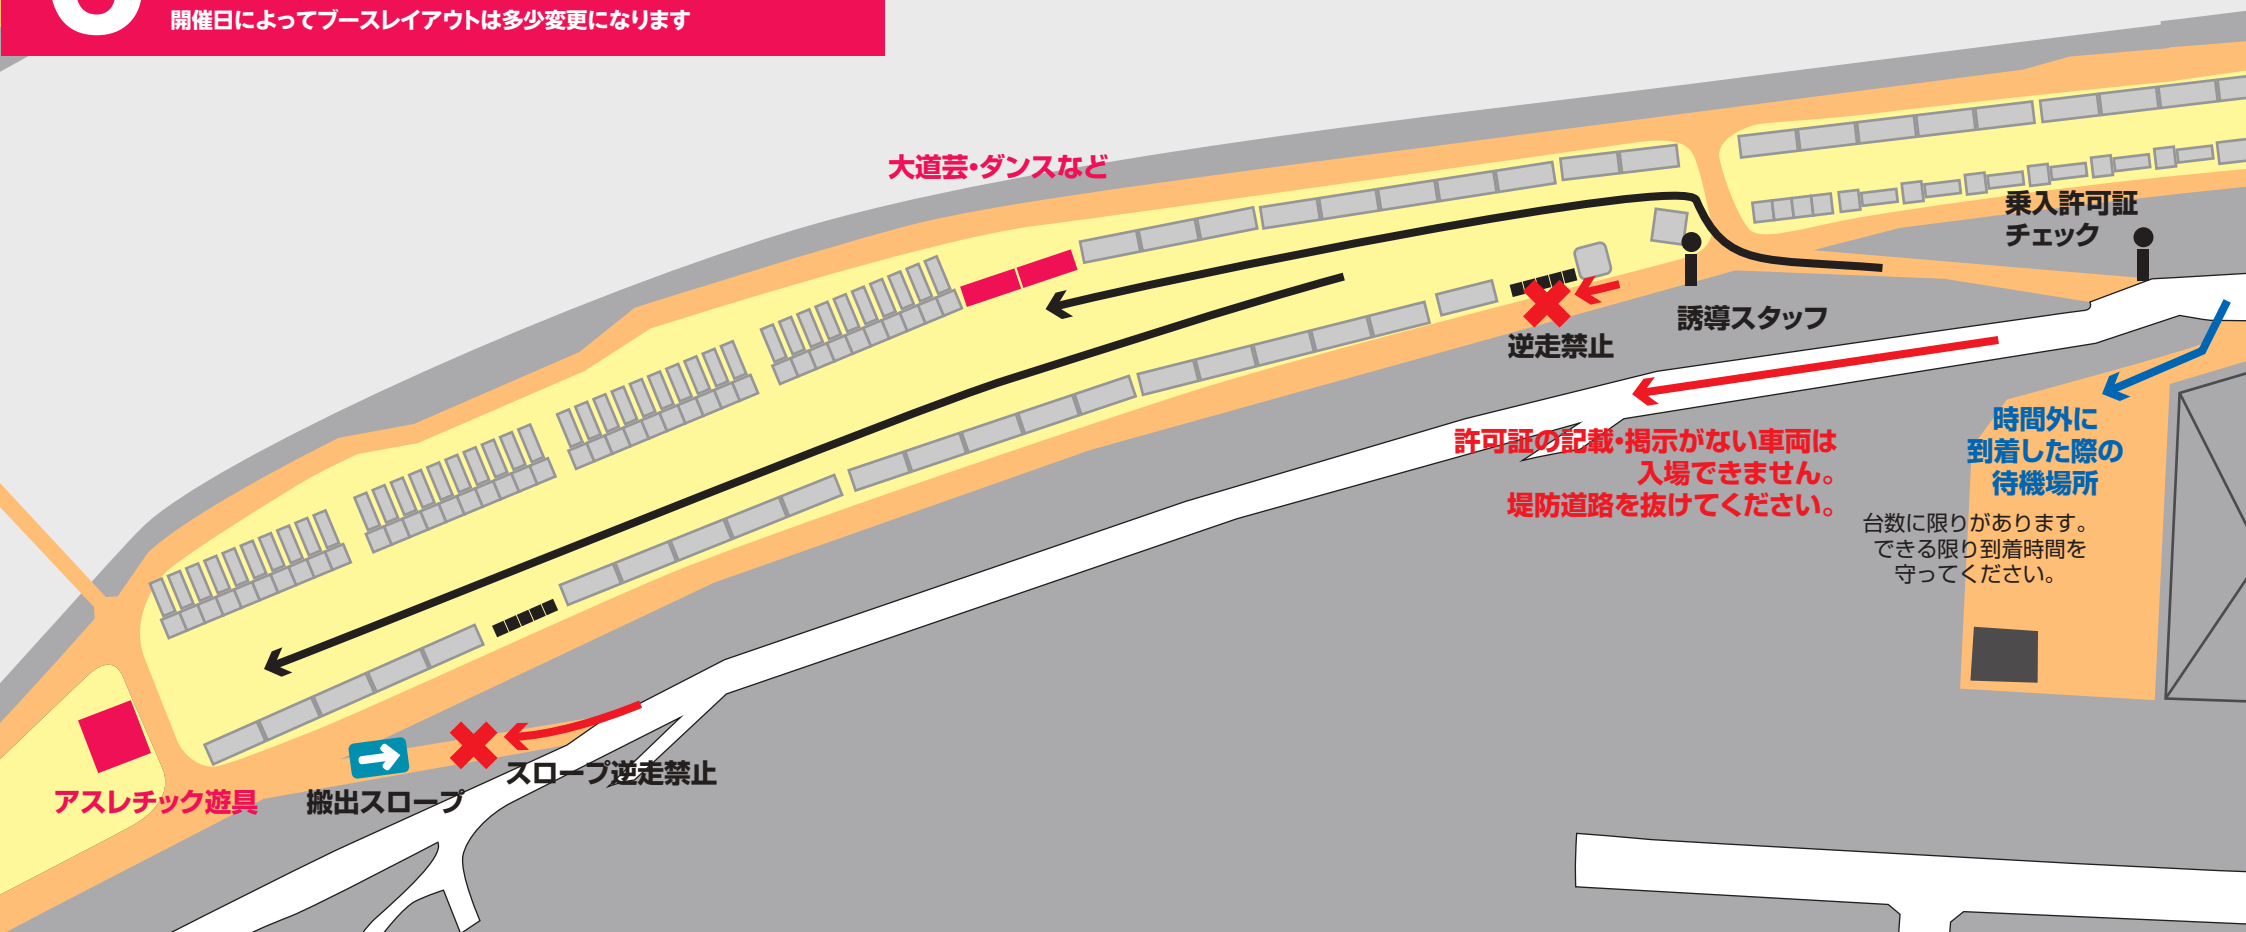 開催日によってブースレイアウトは多少変更になります
大道芸・ダンスなど
乗入許可証
チェック
誘導スタッフ
逆走禁止
許可証の記載・掲示がない車両は
入場できません。
堤防道路を抜けてください。
時間外に
到着した際の
待機場所
台数に限りがあります。
できる限り到着時間を
守ってください。
スロープ逆走禁止
搬出スロープ
アスレチック遊具